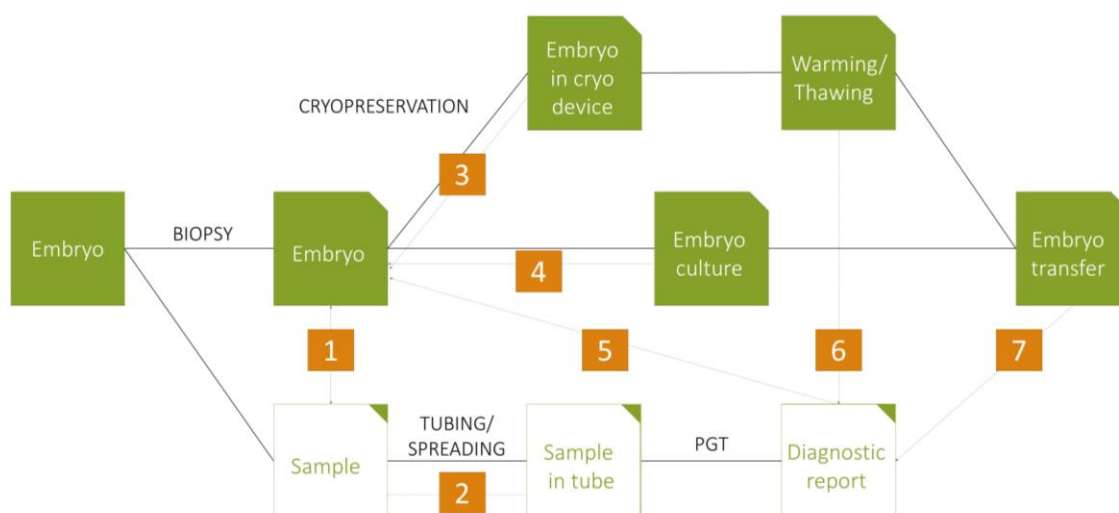 Embryo
in cryo
device
Warming/
Thawing
CRYOPRESERVATION
3
Embryo
BIOPSY
Embryo
4
Embryo
culture
Embryo
transfer
1
5
6
7
Sample
TUBING/
SPREADING
2
Sample
in tube
PGT
Diagnostic
report